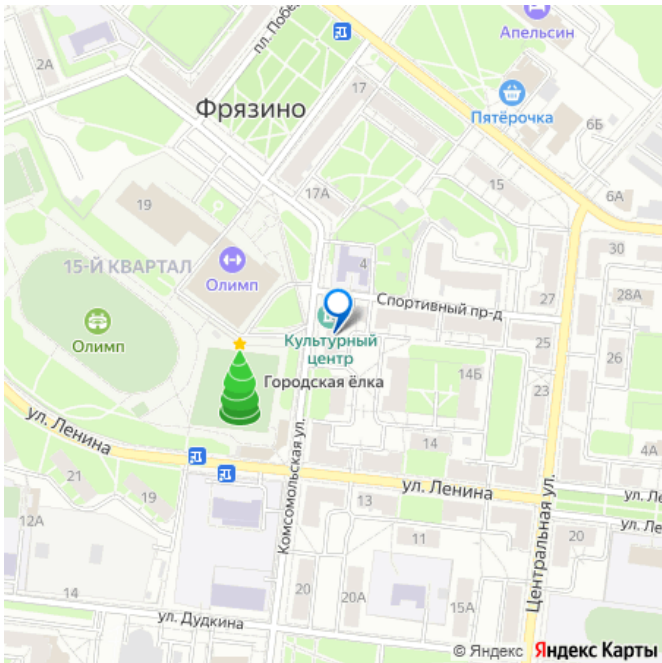 Апельсин
2А
пл. Побе
17
Фрязино
Пятёрочка
6Б
15
17А
19
6А
30
15-Й КВАРТАЛ
4
Олимп
28А
Спортивный пр-д
27
Олимп
Культурный
центр
25
26
14Б
Городская ёлка
23
ул. Ленина
14
4А
21
19
ул. Ленина
ул. Ле
12А
13
Комсомольская ул.
Центральная ул.
ул. Ле
11
20
14
20
20А
15А
ул. Дудкина
© Яндекс Яндекс Карты